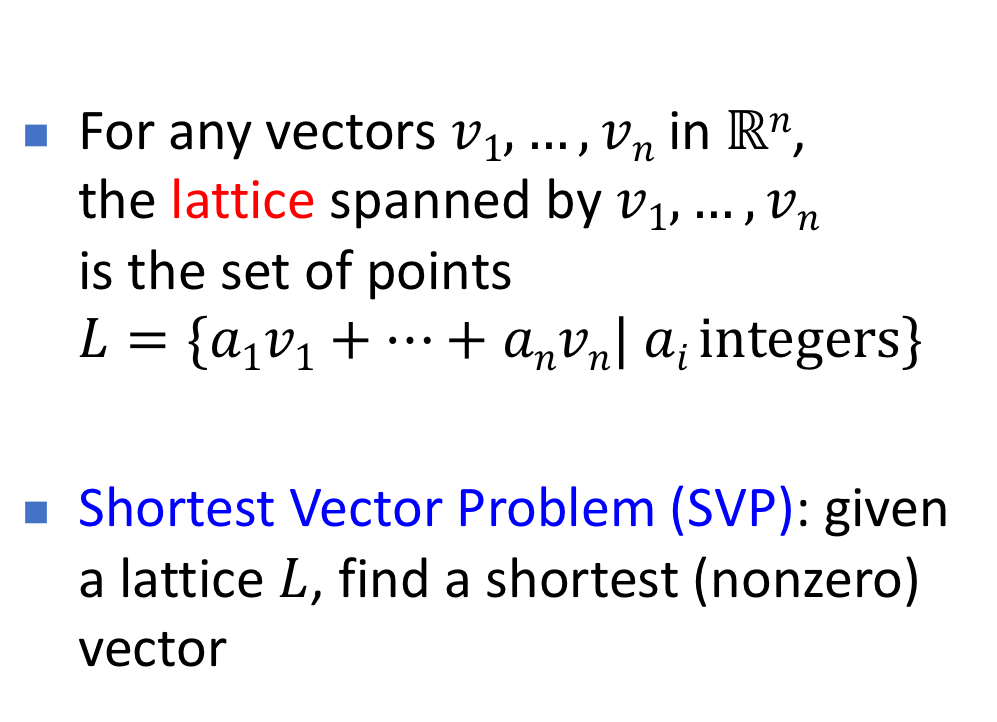 For any vectors 𝑣₁, … , 𝑣ₙ in ℝⁿ,
the lattice spanned by 𝑣₁, … , 𝑣ₙ
is the set of points
𝐿 = {𝑎₁𝑣₁ + ⋯ + 𝑎ₙ𝑣ₙ| 𝑎ᵢ integers}
Shortest Vector Problem (SVP): given
a lattice 𝐿, find a shortest (nonzero)
vector